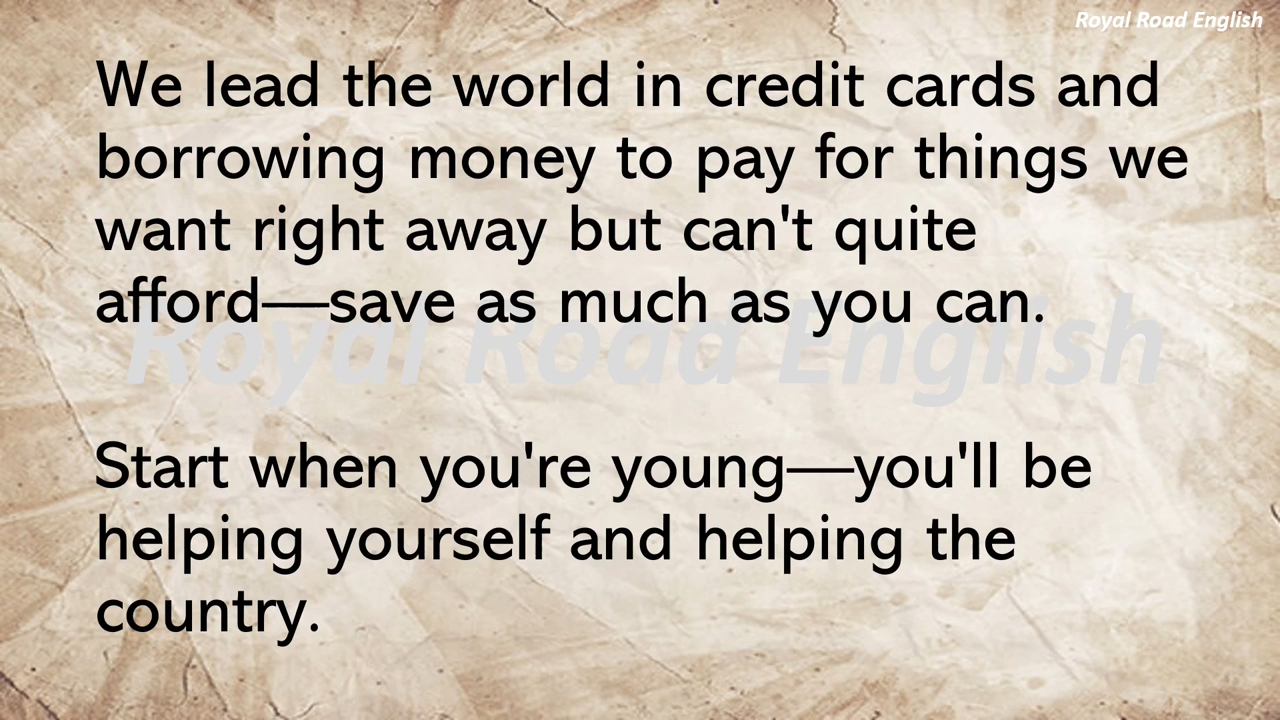 Royal Road English
We lead the world in credit cards and
borrowing money to pay for things we
want right away but can't quite
afford—save as much as you can.
Royal Road English
Start when you're young—you'll be
helping yourself and helping the
country.